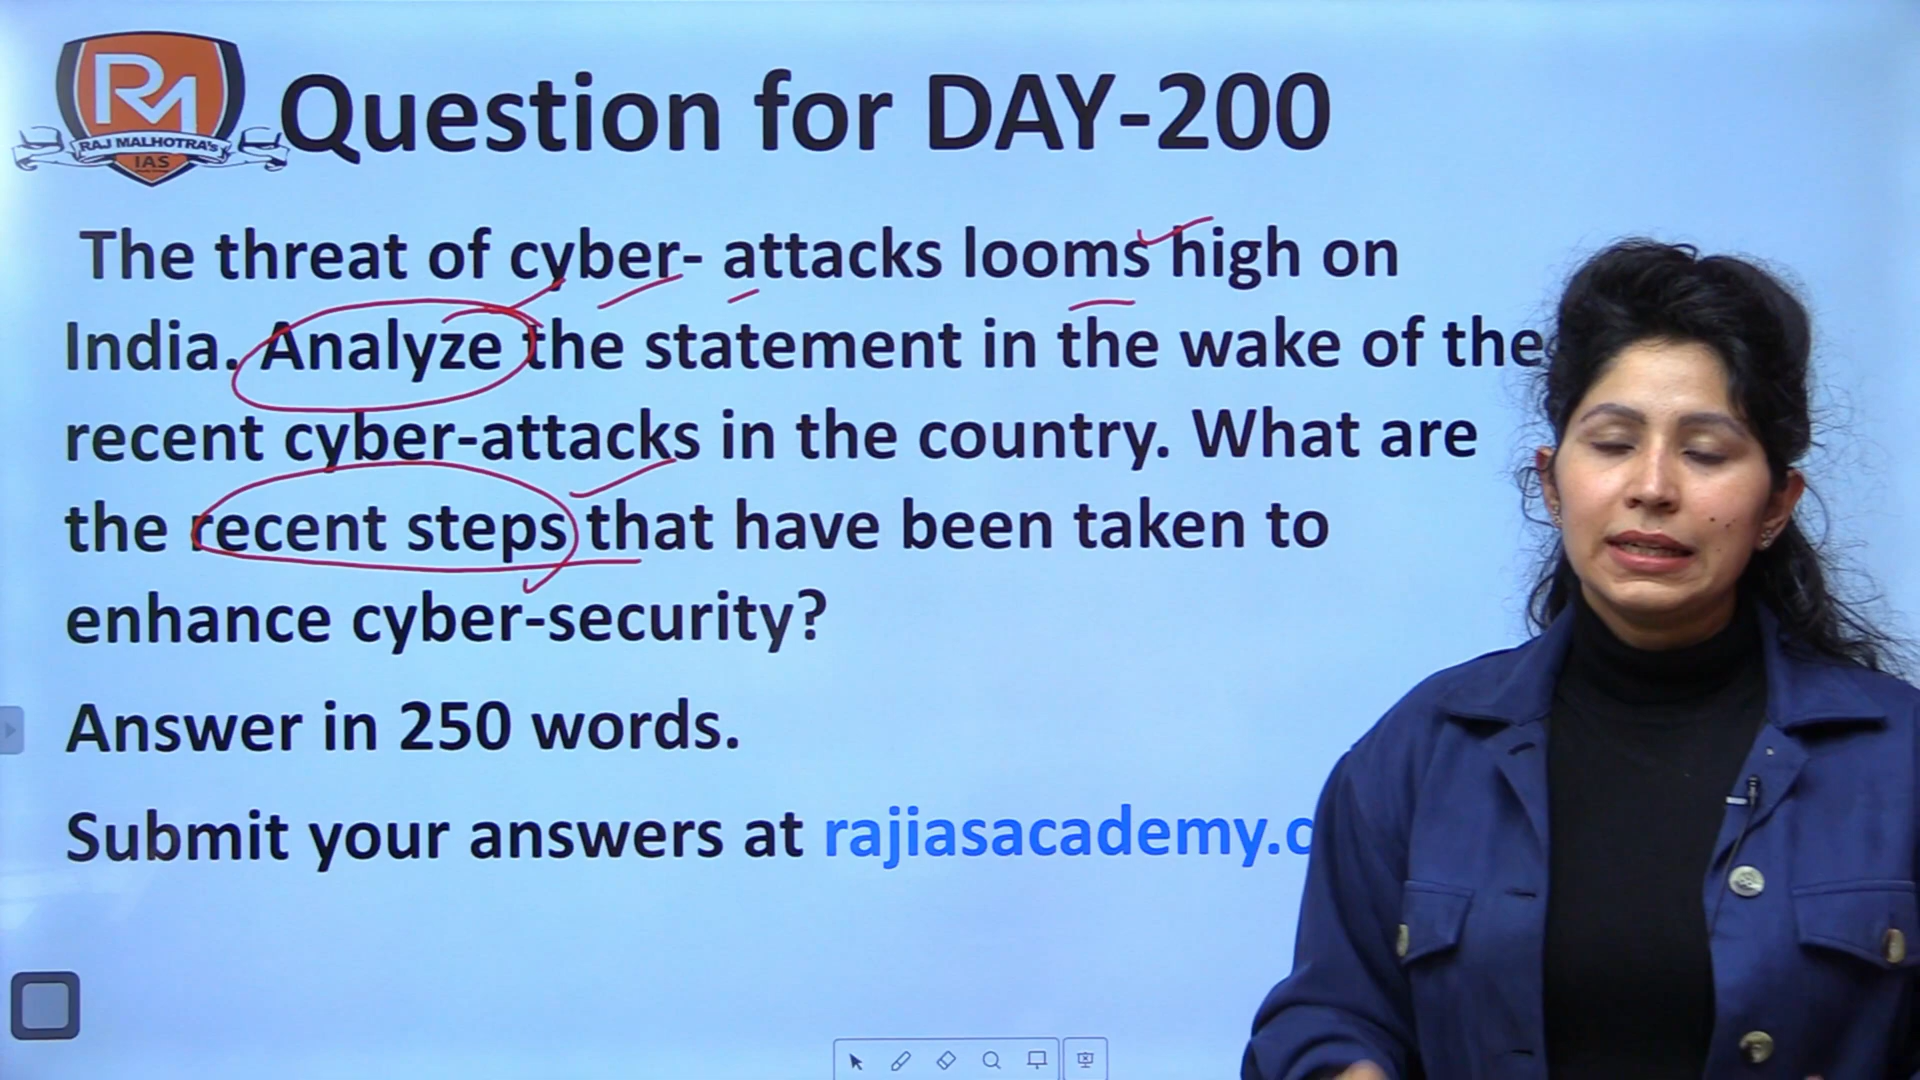 RM
RAJ MALHOTRA's
IAS
Question for DAY-200
The threat of cyber- attacks looms high on
India. Analyze the statement in the wake of the
recent cyber-attacks in the country. What are
the recent steps that have been taken to
enhance cyber-security?
Answer in 250 words.
Submit your answers at rajiasacademy.c